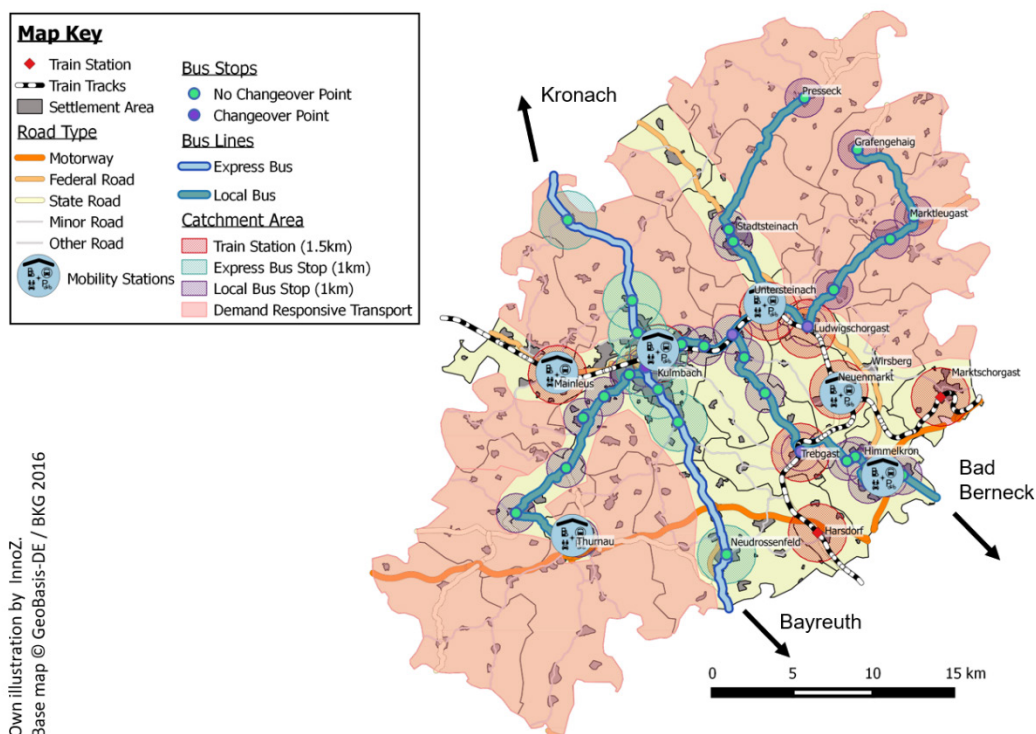 Map Key
Train Station
Train Tracks
Settlement Area
Road Type
Motorway
Federal Road
State Road
Minor Road
Other Road
Mobility Stations
Bus Stops
No Changeover Point
Changeover Point
Bus Lines
Express Bus
Local Bus
Catchment Area
Train Station (1.5km)
Express Bus Stop (1km)
Local Bus Stop (1km)
Demand Responsive Transport
Kronach
Presseck
Grafengehaig
Marktleugast
Stadtsteinach
Untersteinach
Ludwigschorgast
Wirsberg
Kulmbach
Mainleus
Neuenmarkt
Marktschorgast
Trebgast
Himmelkron
Bad
Berneck
Thurnau
Neudrossenfeld
Harsdorf
Bayreuth
0 5 10 15 km
Own illustration by InnoZ.
Base map © GeoBasis-DE / BKG 2016